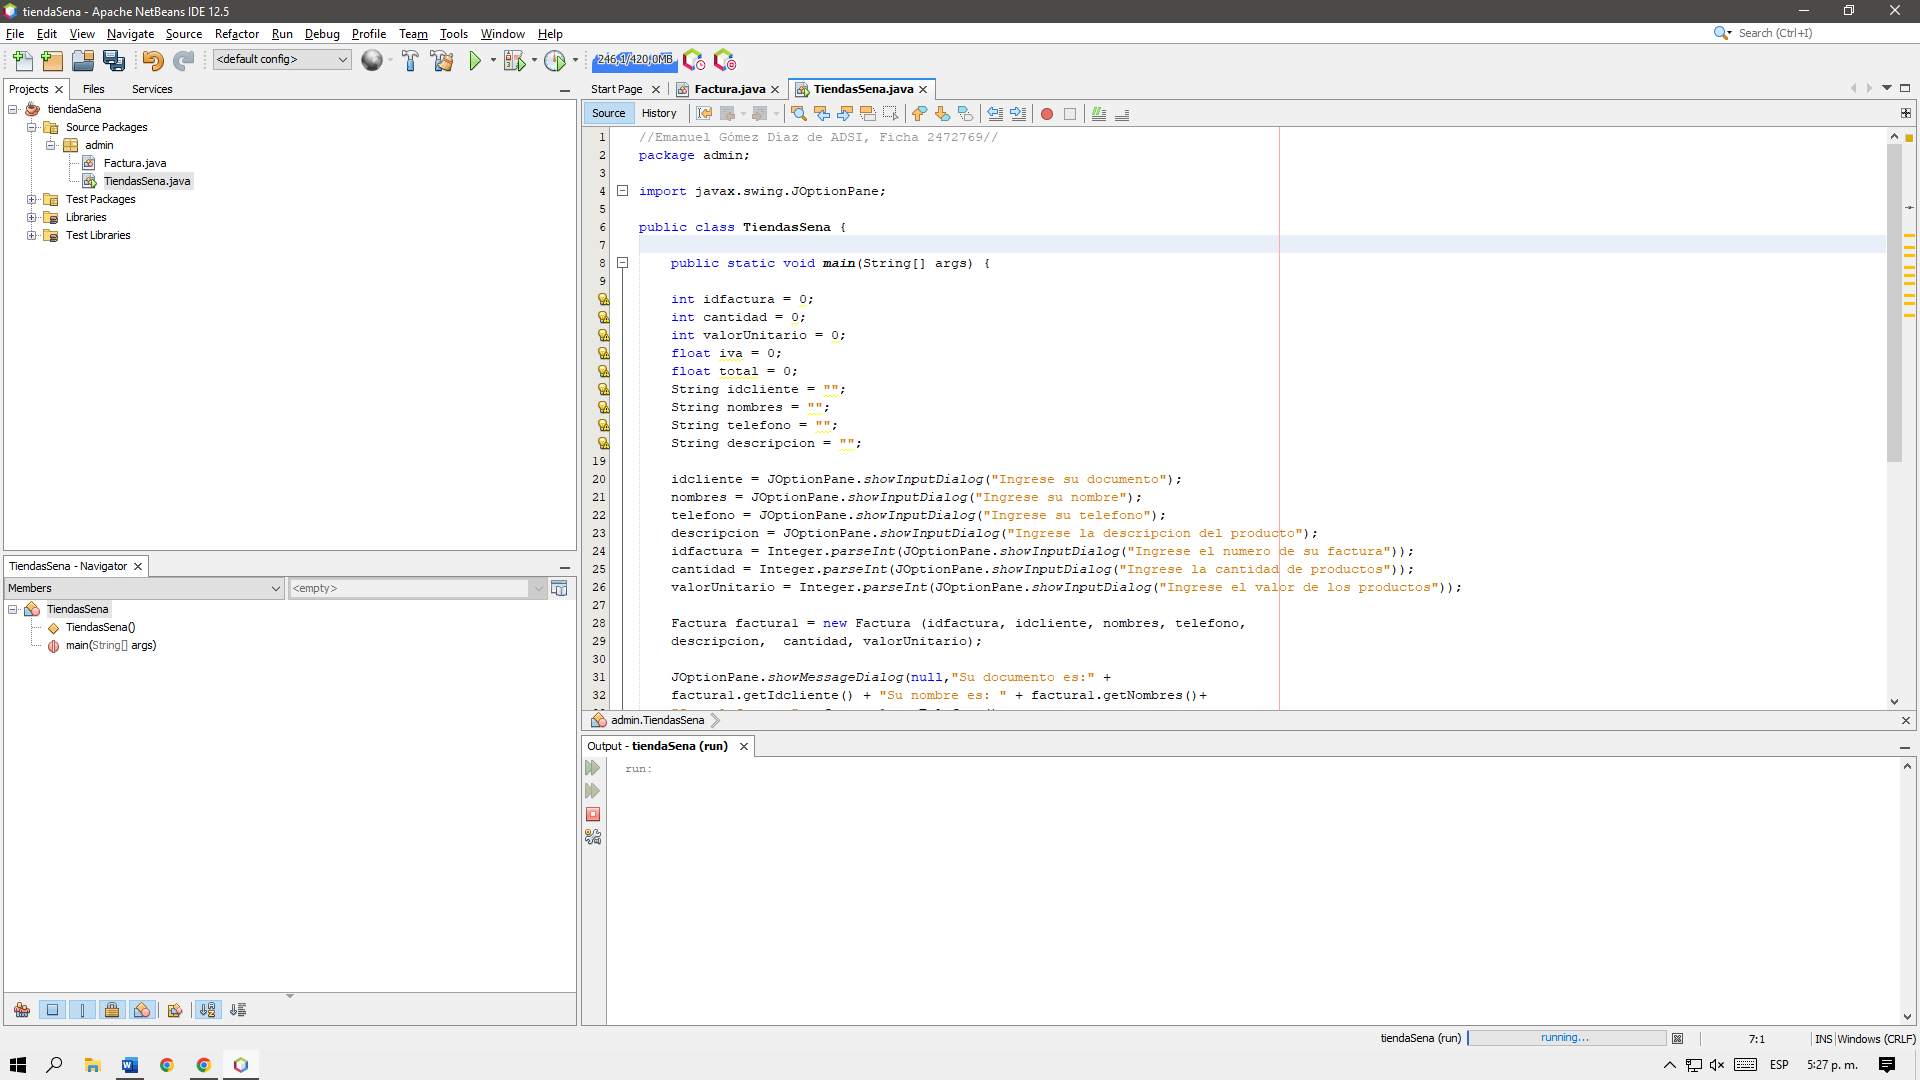 tiendaSena - Apache NetBeans IDE 12.5
File Edit View Navigate Source Refactor Run Debug Profile Team Tools Window Help
Search (Ctrl+I)
<default config>
246,1/420,0MB
Projects Files Services
tiendaSena
Source Packages
admin
Factura.java
TiendasSena.java
Test Packages
Libraries
Test Libraries
TiendasSena - Navigator
Members
<empty>
TiendasSena
TiendasSena()
main(String[] args)
Start Page Factura.java TiendasSena.java
Source History
1 //Emanuel Gómez Díaz de ADSI, Ficha 2472769//
2 package admin;
3
4 import javax.swing.JOptionPane;
5
6 public class TiendasSena {
7
8 public static void main(String[] args) {
9
int idfactura = 0;
int cantidad = 0;
int valorUnitario = 0;
float iva = 0;
float total = 0;
String idcliente = "";
String nombres = "";
String telefono = "";
String descripcion = "";
19
20 idcliente = JOptionPane.showInputDialog("Ingrese su documento");
21 nombres = JOptionPane.showInputDialog("Ingrese su nombre");
22 telefono = JOptionPane.showInputDialog("Ingrese su telefono");
23 descripcion = JOptionPane.showInputDialog("Ingrese la descripcion del producto");
24 idfactura = Integer.parseInt(JOptionPane.showInputDialog("Ingrese el numero de su factura"));
25 cantidad = Integer.parseInt(JOptionPane.showInputDialog("Ingrese la cantidad de productos"));
26 valorUnitario = Integer.parseInt(JOptionPane.showInputDialog("Ingrese el valor de los productos"));
27
28 Factura factura1 = new Factura (idfactura, idcliente, nombres, telefono,
29 descripcion, cantidad, valorUnitario);
30
31 JOptionPane.showMessageDialog(null,"Su documento es:" +
32 factura1.getIdcliente() + "Su nombre es: " + factura1.getNombres()+
admin.TiendasSena
Output - tiendaSena (run)
run:
tiendaSena (run) running... 7:1 INS Windows (CRLF)
ESP 5:27 p. m.